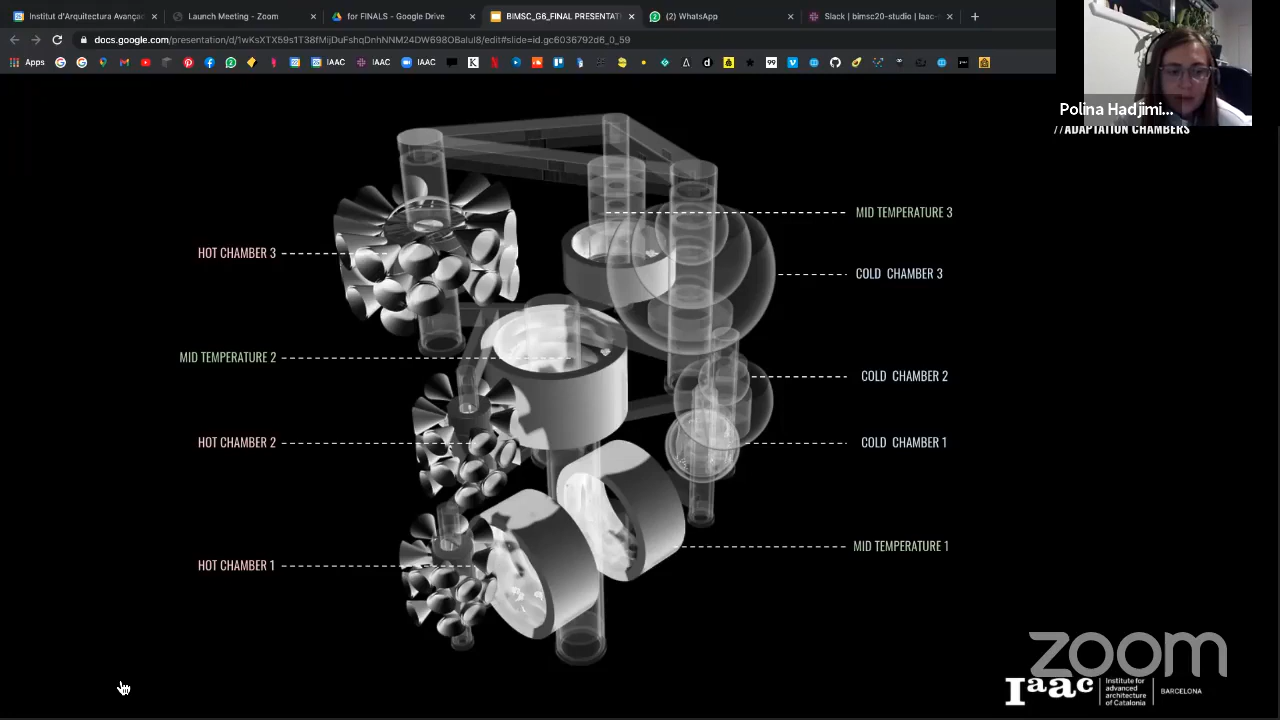 Institut d'Arquitectura Avança
Launch Meeting - Zoom
for FINALS - Google Drive
BIMSC_G6_FINAL PRESENTATI
(2) WhatsApp
Slack | bimsc20-studio | Iaac-
docs.google.com/presentation/d/1wKsXTX59s1T38fMijDuFshqDnhNNM24DW698OBaIuI8/edit#slide=id.gc6036792d6_0_59
Apps
IAAC
IAAC
IAAC
Polina Hadjimi...
//ADAPTATION CHAMBERS
MID TEMPERATURE 3
HOT CHAMBER 3
COLD CHAMBER 3
MID TEMPERATURE 2
COLD CHAMBER 2
HOT CHAMBER 2
COLD CHAMBER 1
MID TEMPERATURE 1
HOT CHAMBER 1
zoom
Iaac
Institute for
advanced
architecture
of Catalonia
BARCELONA